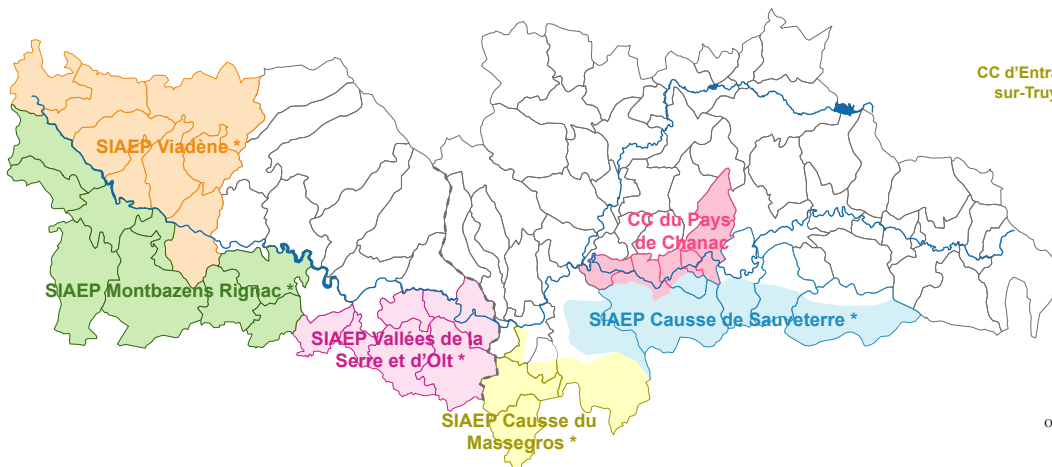 CC d'Entra
sur-Truy
SIAEP Viadène *
CC du Pays
de Chanac
SIAEP Montbazens Rignac *
SIAEP Causse de Sauveterre *
SIAEP Vallées de la
Serre et d'Olt *
SIAEP Causse du
Massegros *
o